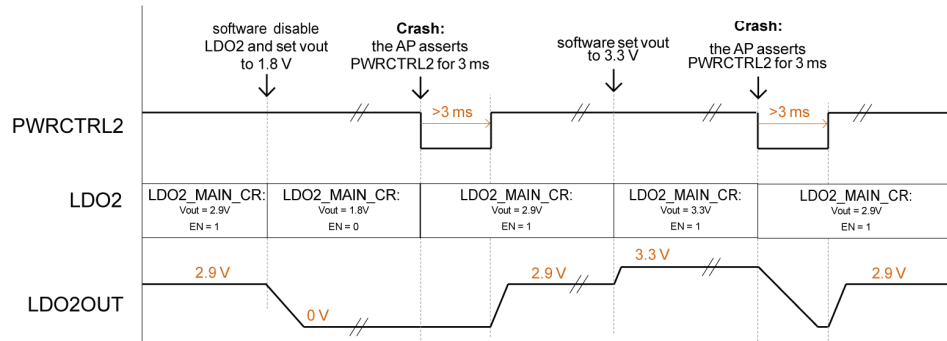 software disable
LDO2 and set vout
to 1.8 V
Crash:
the AP asserts
PWRCTRL2 for 3 ms
software set vout
to 3.3 V
Crash:
the AP asserts
PWRCTRL2 for 3 ms
PWRCTRL2
>3 ms
>3 ms
LDO2
LDO2_MAIN_CR:
Vout = 2.9V
EN = 1
LDO2_MAIN_CR:
Vout = 1.8V
EN = 0
LDO2_MAIN_CR:
Vout = 2.9V
EN = 1
LDO2_MAIN_CR:
Vout = 3.3V
EN = 1
LDO2_MAIN_CR:
Vout = 2.9V
EN = 1
LDO2OUT
2.9 V
0 V
2.9 V
3.3 V
2.9 V